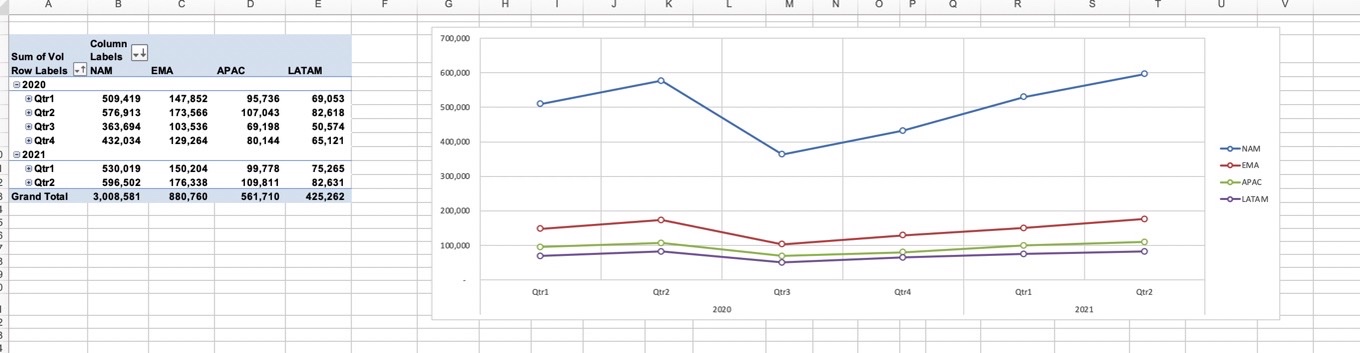 A B C D E F G H I J K L M N O P Q R S T U V
Column
Sum of Vol Labels
Row Labels NAM EMA APAC LATAM
2020
Qtr1 509,419 147,852 95,736 69,053
Qtr2 576,913 173,566 107,043 82,618
Qtr3 363,694 103,536 69,198 50,574
Qtr4 432,034 129,264 80,144 65,121
2021
Qtr1 530,019 150,204 99,778 75,265
Qtr2 596,502 176,338 109,811 82,631
Grand Total 3,008,581 880,760 561,710 425,262
700,000
600,000
500,000
400,000
300,000
200,000
100,000
-
Qtr1 Qtr2 Qtr3 Qtr4 Qtr1 Qtr2
2020 2021
NAM
EMA
APAC
LATAM